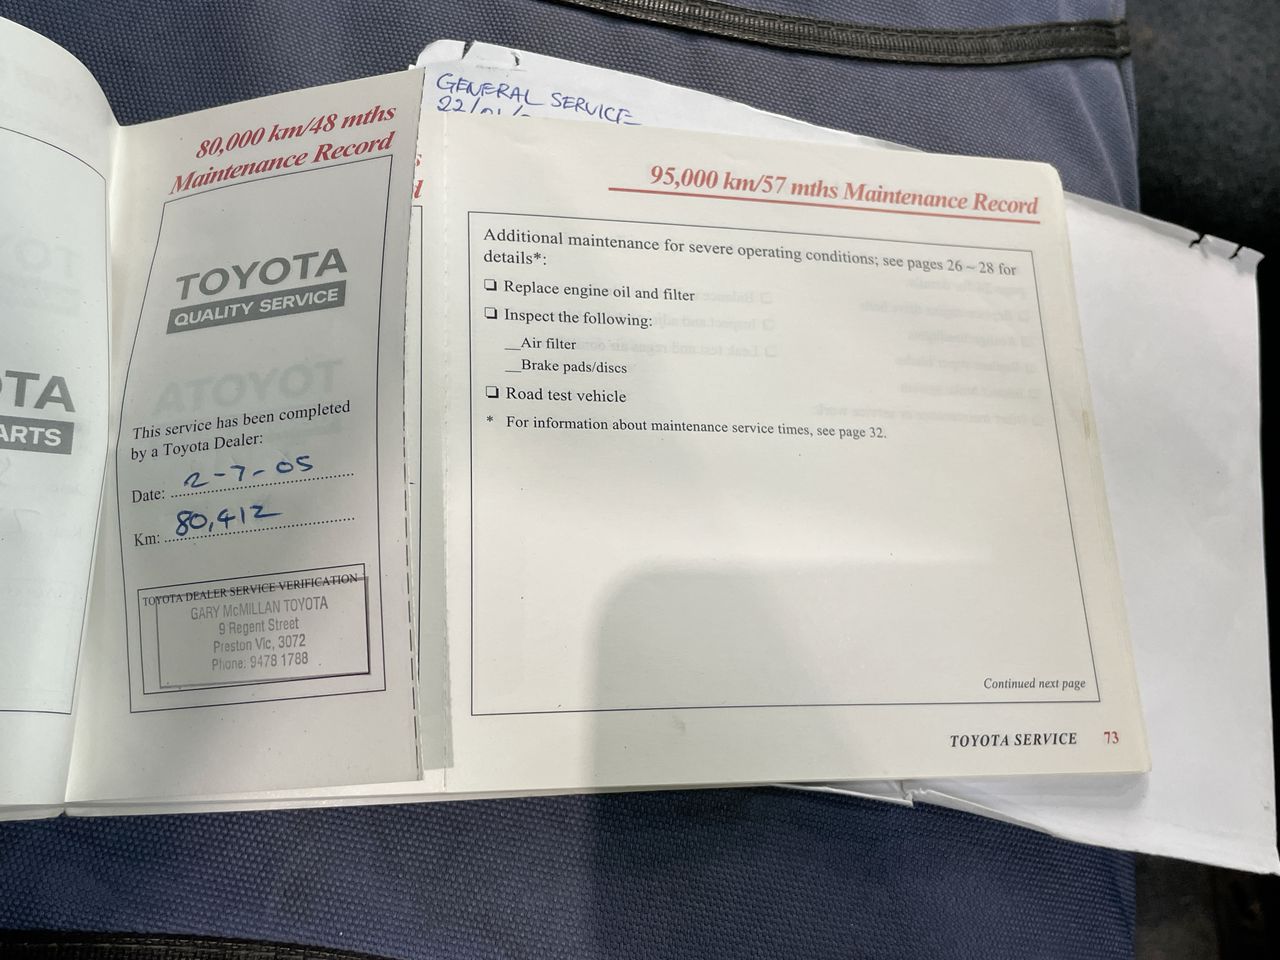 GENERAL SERVICE
80,000 km/48 mths
Maintenance Record
TOYOTA
QUALITY SERVICE
This service has been completed
by a Toyota Dealer:
Date: 2-7-05
Km: 80,412
TOYOTA DEALER SERVICE VERIFICATION
GARY McMILLAN TOYOTA
9 Regent Street
Preston Vic, 3072
Phone: 9478 1788
95,000 km/57 mths Maintenance Record
Additional maintenance for severe operating conditions; see pages 26 ~ 28 for
details*:
❏ Replace engine oil and filter
❏ Inspect the following:
__Air filter
__Brake pads/discs
❏ Road test vehicle
* For information about maintenance service times, see page 32.
Continued next page
TOYOTA SERVICE 73